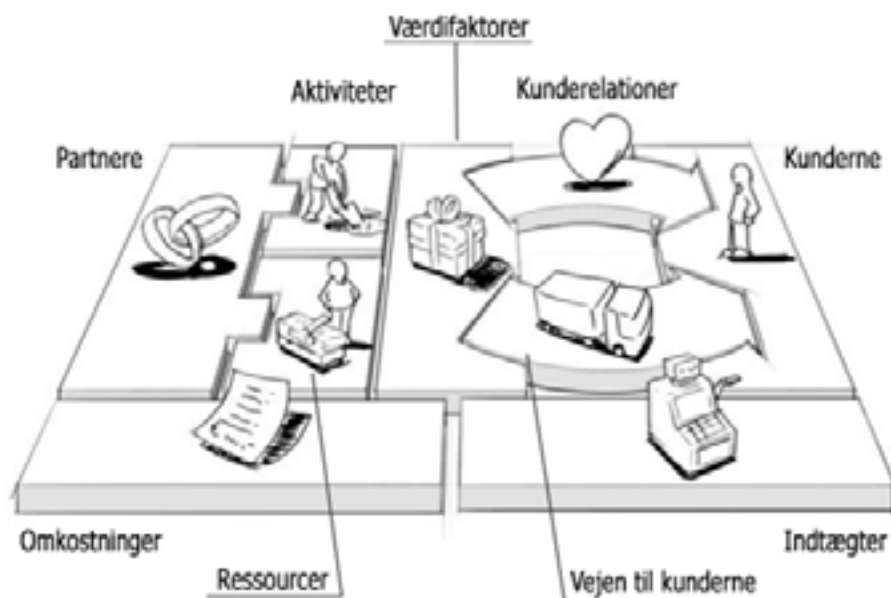 Værdifaktorer
Aktiviteter
Kunderelationer
Partnere
Kunderne
Omkostninger
Indtægter
Ressourcer
Vejen til kunderne